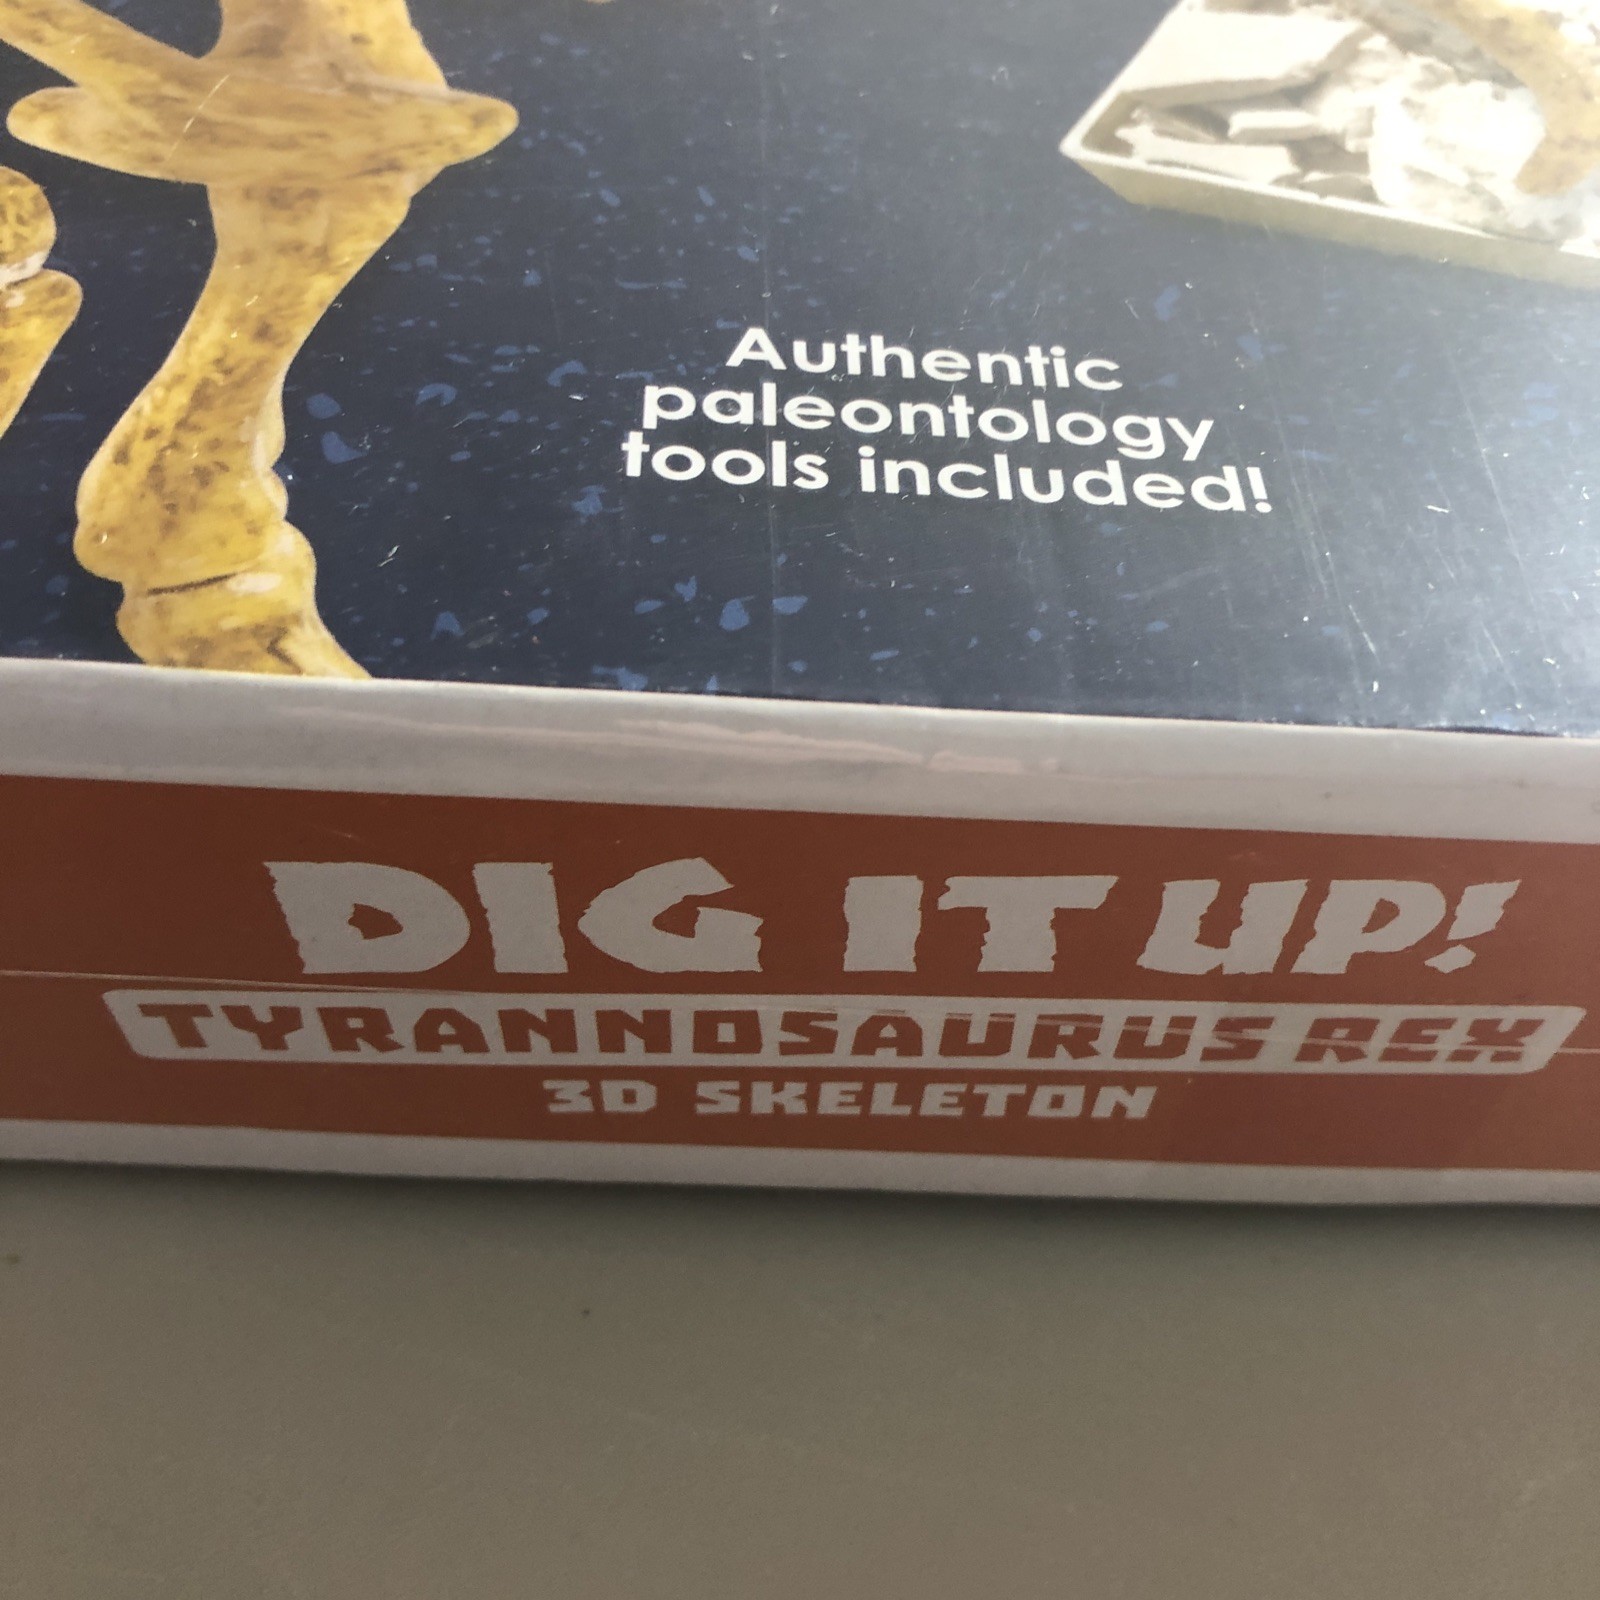 Authentic
paleontology
tools included!
DIG IT UP!
TYRANNOSAURUS REX
3D SKELETON